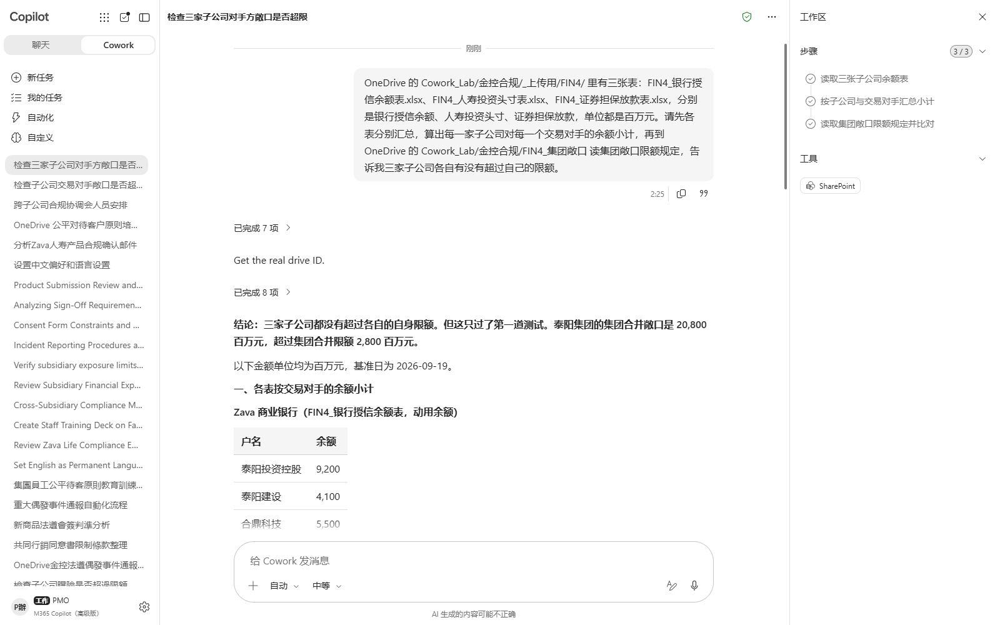 Copilot
聊天
Cowork
新任务
我的任务
自动化
自定义
检查三家子公司对手方敞口是否...
检查子公司交易对手敞口是否超...
跨子公司合规协调会人员安排
OneDrive 公平对待客户原则培...
分析Zava人寿产品合规确认邮件
设置中文偏好和语言设置
Product Submission Review and...
Analyzing Sign-Off Requiremen...
Consent Form Constraints and ...
Incident Reporting Procedures a...
Verify subsidiary exposure limits...
Review Subsidiary Financial Exp...
Cross-Subsidiary Compliance M...
Create Staff Training Deck on Fa...
Review Zava Life Compliance E...
Set English as Permanent Langu...
集團員工公平待客原則教育訓練...
重大偶發事件通報自動化流程
新商品法遵會簽判準分析
共同行銷同意書限制條款整理
OneDrive金控法遵偶發事件通報...
檢查子公司曝險是否超過限額
P辦
工作 PMO
M365 Copilot（高级版）
检查三家子公司对手方敞口是否超限
刚刚
OneDrive 的 Cowork_Lab/金控合规/_上传用/FIN4/ 里有三张表：FIN4_银行授
信余额表.xlsx、FIN4_人寿投资头寸表.xlsx、FIN4_证券担保放款表.xlsx，分别
是银行授信余额、人寿投资头寸、证券担保放款，单位都是百万元。请先各
表分别汇总，算出每一家子公司对每一个交易对手的余额小计，再到
OneDrive 的 Cowork_Lab/金控合规/FIN4_集团敞口 读集团敞口限额规定，告
诉我三家子公司各自有没有超过自己的限额。
2:25
已完成 7 项
Get the real drive ID.
已完成 8 项
结论：三家子公司都没有超过各自的自身限额。但这只过了第一道测试。泰阳集团的集团合并敞口是 20,800
百万元，超过集团合并限额 2,800 百万元。
以下金额单位均为百万元，基准日为 2026-09-19。
一、各表按交易对手的余额小计
Zava 商业银行（FIN4_银行授信余额表，动用余额）
户名 余额
泰阳投资控股 9,200
泰阳建设 4,100
合鼎科技 5,500
给 Cowork 发消息
自动
中等
AI 生成的内容可能不正确
工作区
步骤
3 / 3
读取三张子公司余额表
按子公司与交易对手汇总小计
读取集团敞口限额规定并比对
工具
SharePoint